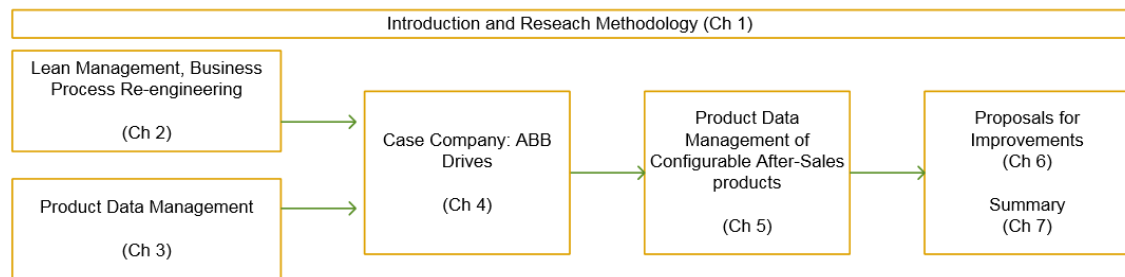 Introduction and Reseach Methodology (Ch 1)
Lean Management, Business
Process Re-engineering
(Ch 2)
Product Data Management
(Ch 3)
Case Company: ABB
Drives
(Ch 4)
Product Data
Management of
Configurable After-Sales
products
(Ch 5)
Proposals for
Improvements
(Ch 6)
Summary
(Ch 7)